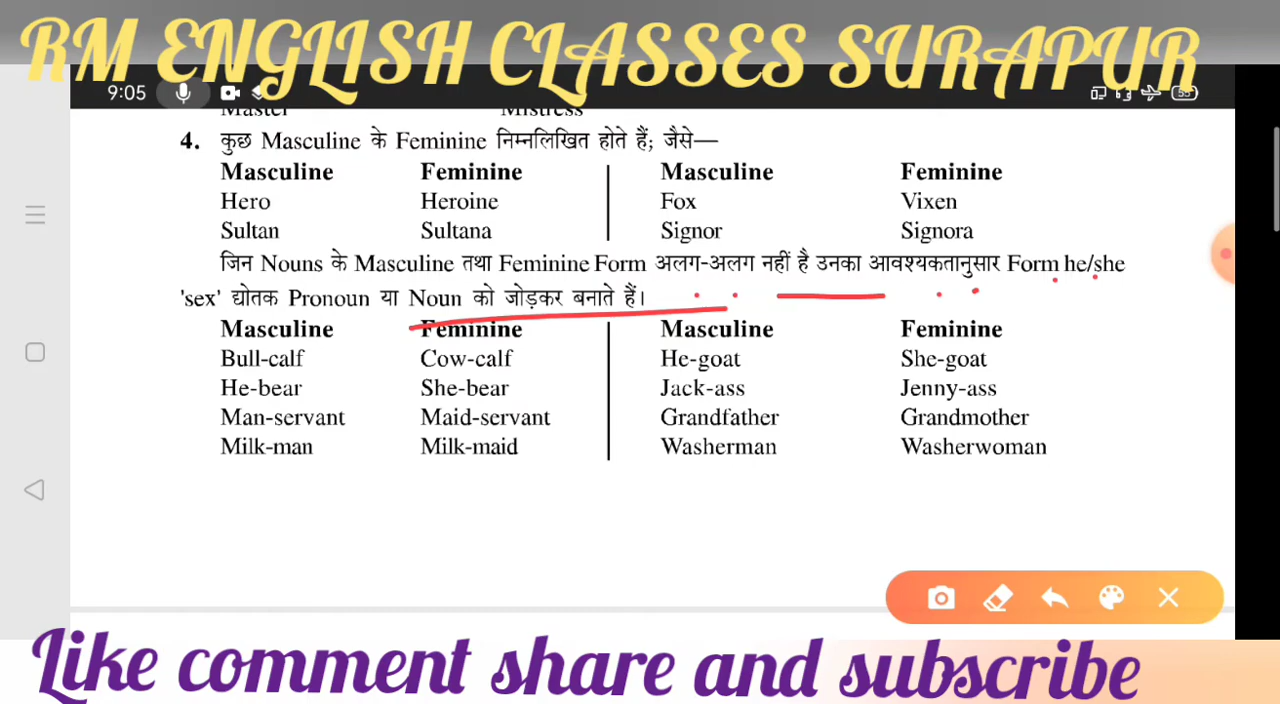 RM ENGLISH CLASSES SURAPUR
9:05
Master Mistress
4. कुछ Masculine के Feminine निम्नलिखित होते हैं; जैसे—
Masculine Feminine Masculine Feminine
Hero Heroine Fox Vixen
Sultan Sultana Signor Signora
जिन Nouns के Masculine तथा Feminine Form अलग-अलग नहीं है उनका आवश्यकतानुसार Form he/she
'sex' द्योतक Pronoun या Noun को जोड़कर बनाते हैं।
Masculine Feminine Masculine Feminine
Bull-calf Cow-calf He-goat She-goat
He-bear She-bear Jack-ass Jenny-ass
Man-servant Maid-servant Grandfather Grandmother
Milk-man Milk-maid Washerman Washerwoman
Like comment share and subscribe